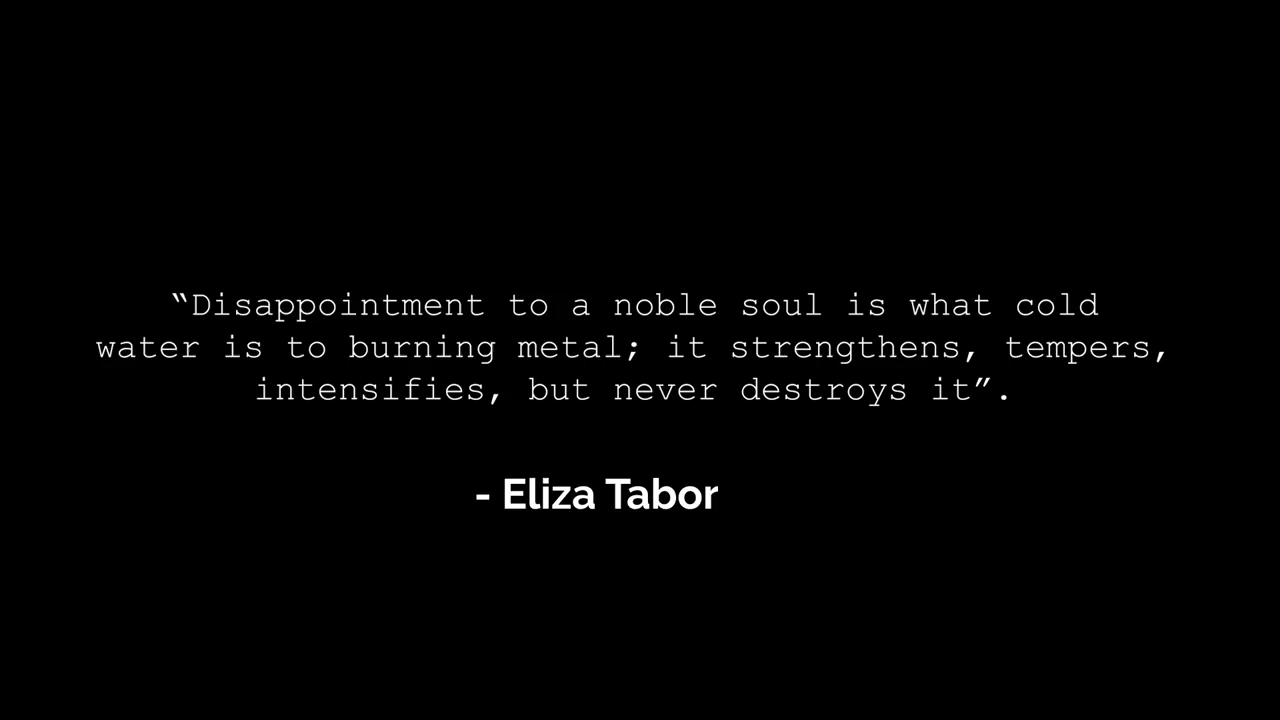 “Disappointment to a noble soul is what cold
water is to burning metal; it strengthens, tempers,
intensifies, but never destroys it”.
- Eliza Tabor